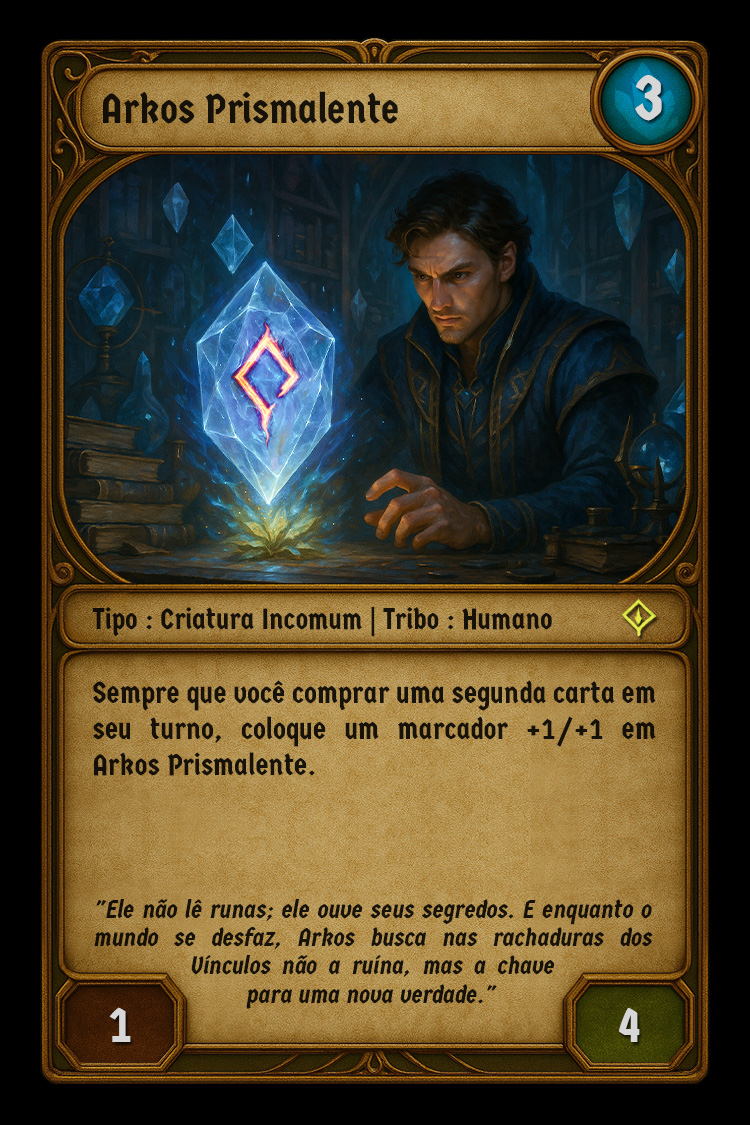 Arkos Prismalente
3
Tipo : Criatura Incomum | Tribo : Humano
Sempre que você comprar uma segunda carta em
seu turno, coloque um marcador +1/+1 em
Arkos Prismalente.
"Ele não lê runas; ele ouve seus segredos. E enquanto o
mundo se desfaz, Arkos busca nas rachaduras dos
Vínculos não a ruína, mas a chave
para uma nova verdade."
1
4